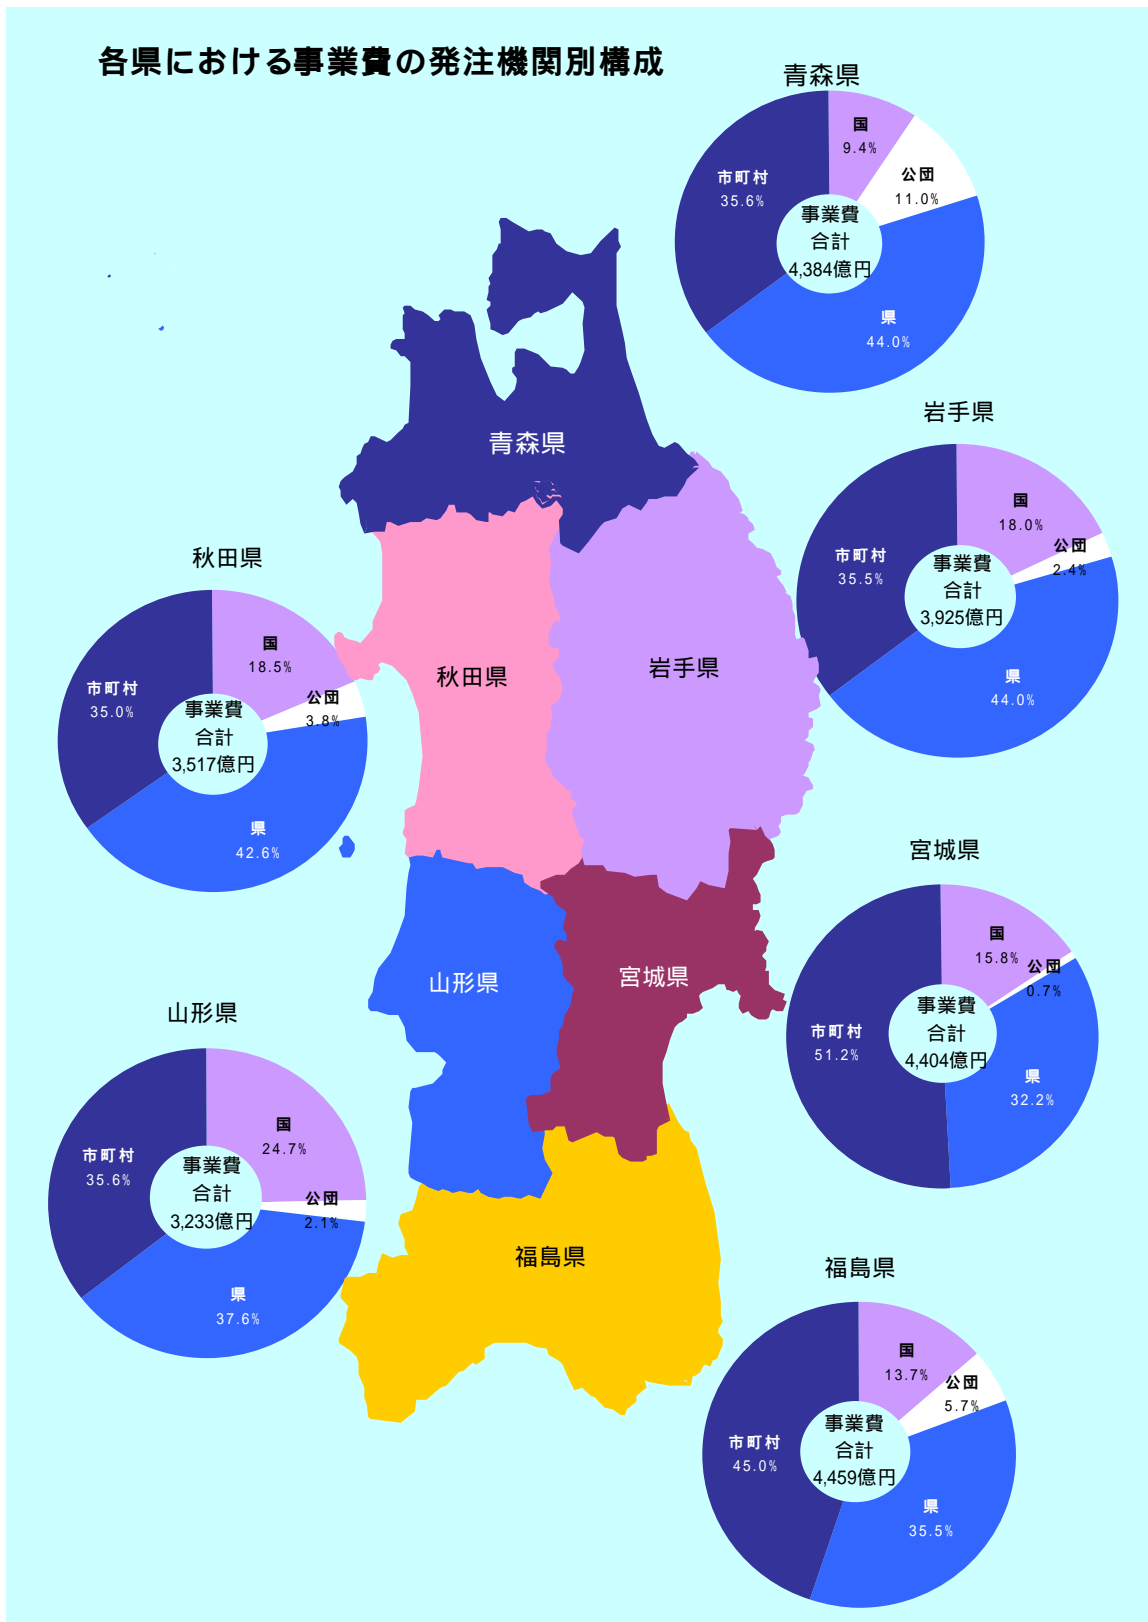 各県における事業費の発注機関別構成
青森県
国
9.4%
公団
11.0%
市町村
35.6%
事業費
合計
4,384億円
県
44.0%
岩手県
国
18.0%
公団
2.4%
市町村
35.5%
事業費
合計
3,925億円
県
44.0%
青森県
秋田県
国
18.5%
公団
3.8%
市町村
35.0%
事業費
合計
3,517億円
県
42.6%
秋田県
岩手県
宮城県
国
15.8%
公団
0.7%
市町村
51.2%
事業費
合計
4,404億円
県
32.2%
山形県
宮城県
山形県
国
24.7%
公団
2.1%
市町村
35.6%
事業費
合計
3,233億円
県
37.6%
福島県
福島県
国
13.7%
公団
5.7%
市町村
45.0%
事業費
合計
4,459億円
県
35.5%